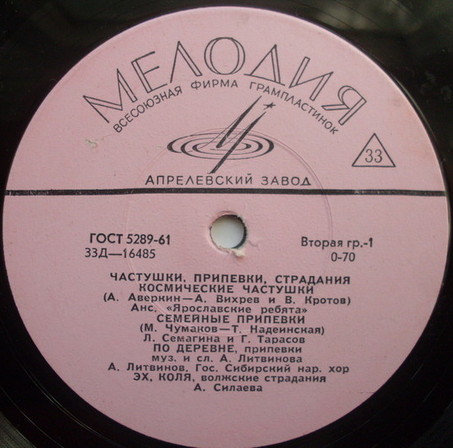 МЕЛОДИЯ
ВСЕСОЮЗНАЯ ФИРМА ГРАМПЛАСТИНОК
33
АПРЕЛЕВСКИЙ ЗАВОД
ГОСТ 5289-61
33Д—16485
Вторая гр.-1
0-70
ЧАСТУШКИ, ПРИПЕВКИ, СТРАДАНИЯ
КОСМИЧЕСКИЕ ЧАСТУШКИ
(А. Аверкин—А. Вихрев и В. Кротов)
Анс. «Ярославские ребята»
СЕМЕЙНЫЕ ПРИПЕВКИ
(М. Чумаков—Т. Надеинская)
Л. Семагина и Г. Тарасов
ПО ДЕРЕВНЕ, припевки
муз. и сл. А. Литвинова
А. Литвинов, Гос. Сибирский нар. хор
ЭХ, КОЛЯ, волжские страдания
А. Силаева